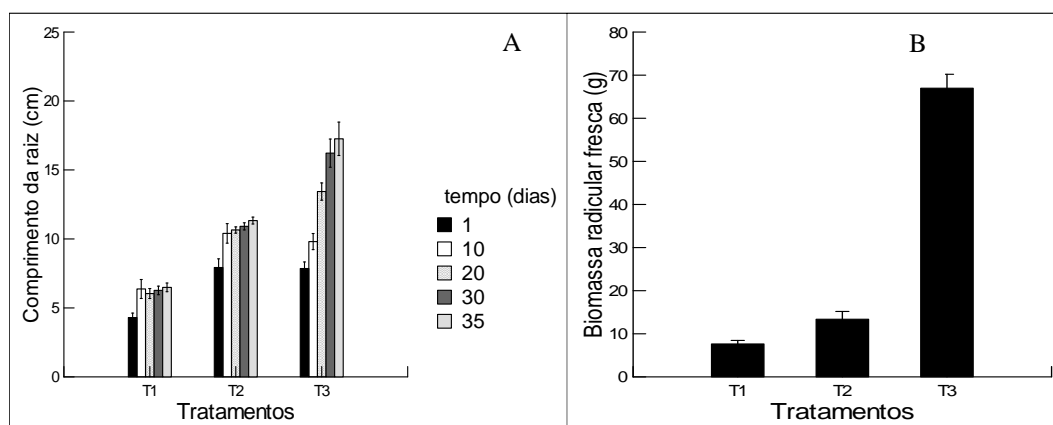 A
Comprimento da raiz (cm)
25
20
15
10
5
0
T1
T2
T3
Tratamentos
tempo (dias)
1
10
20
30
35
B
Biomassa radicular fresca (g)
80
70
60
50
40
30
20
10
0
T1
T2
T3
Tratamentos